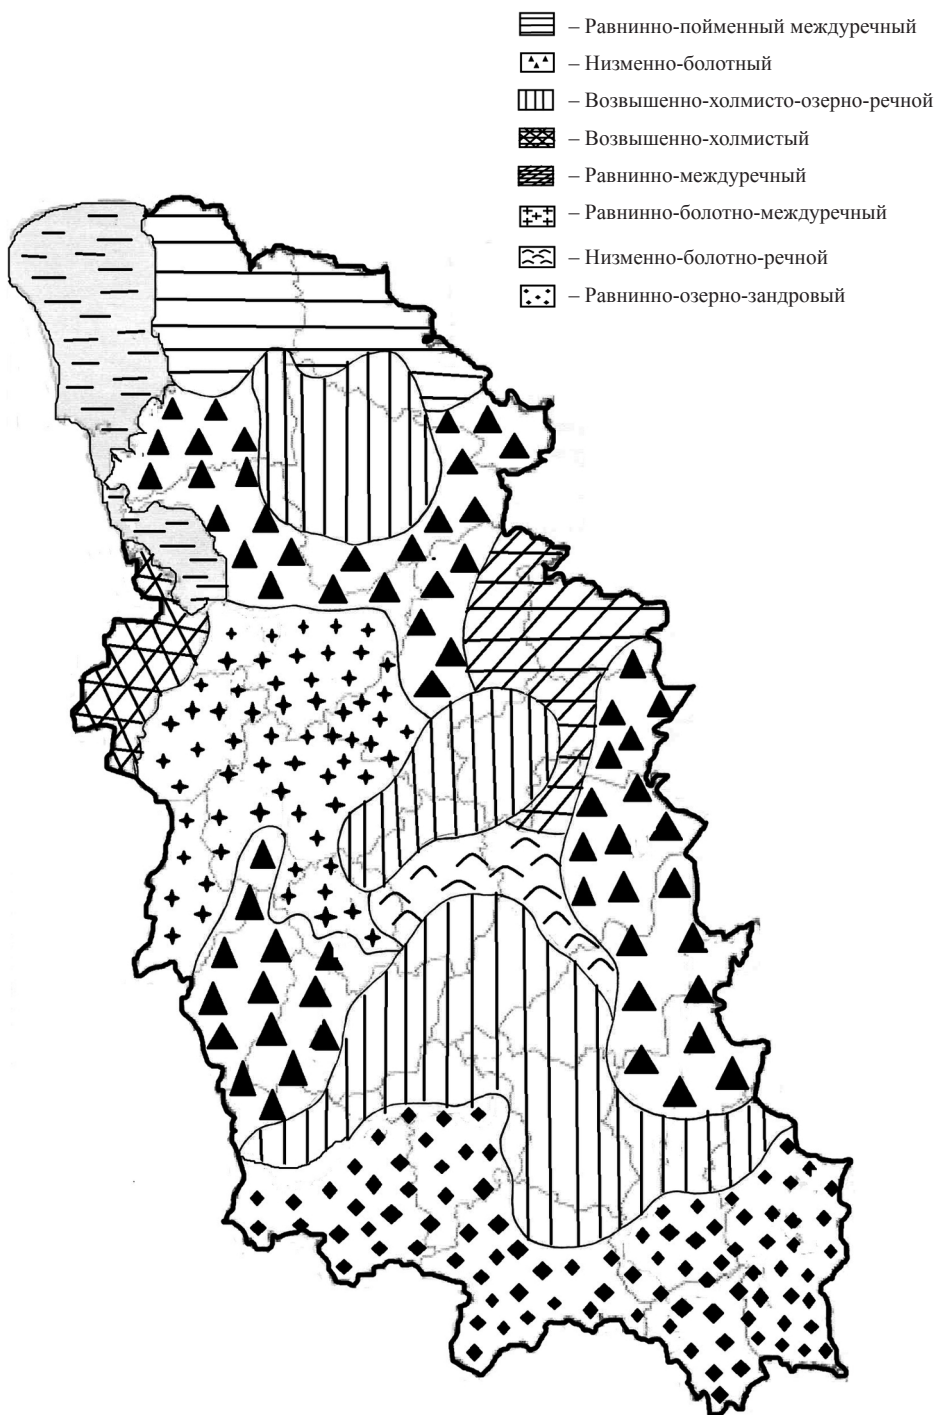 – Равнинно-пойменный междуречный
– Низменно-болотный
– Возвышенно-холмисто-озерно-речной
– Возвышенно-холмистый
– Равнинно-междуречный
– Равнинно-болотно-междуречный
– Низменно-болотно-речной
– Равнинно-озерно-зандровый